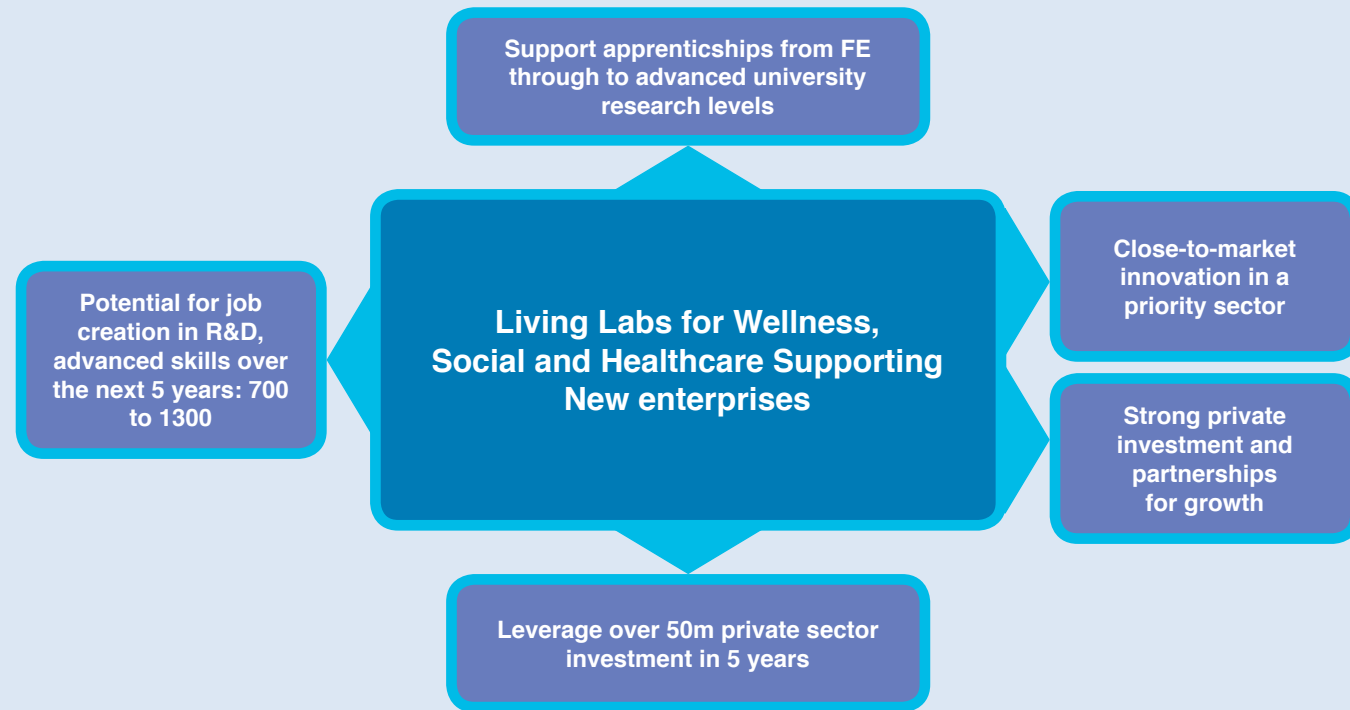 Support apprenticships from FE
through to advanced university
research levels
Potential for job
creation in R&D,
advanced skills over
the next 5 years: 700
to 1300
Living Labs for Wellness,
Social and Healthcare Supporting
New enterprises
Close-to-market
innovation in a
priority sector
Strong private
investment and
partnerships
for growth
Leverage over 50m private sector
investment in 5 years